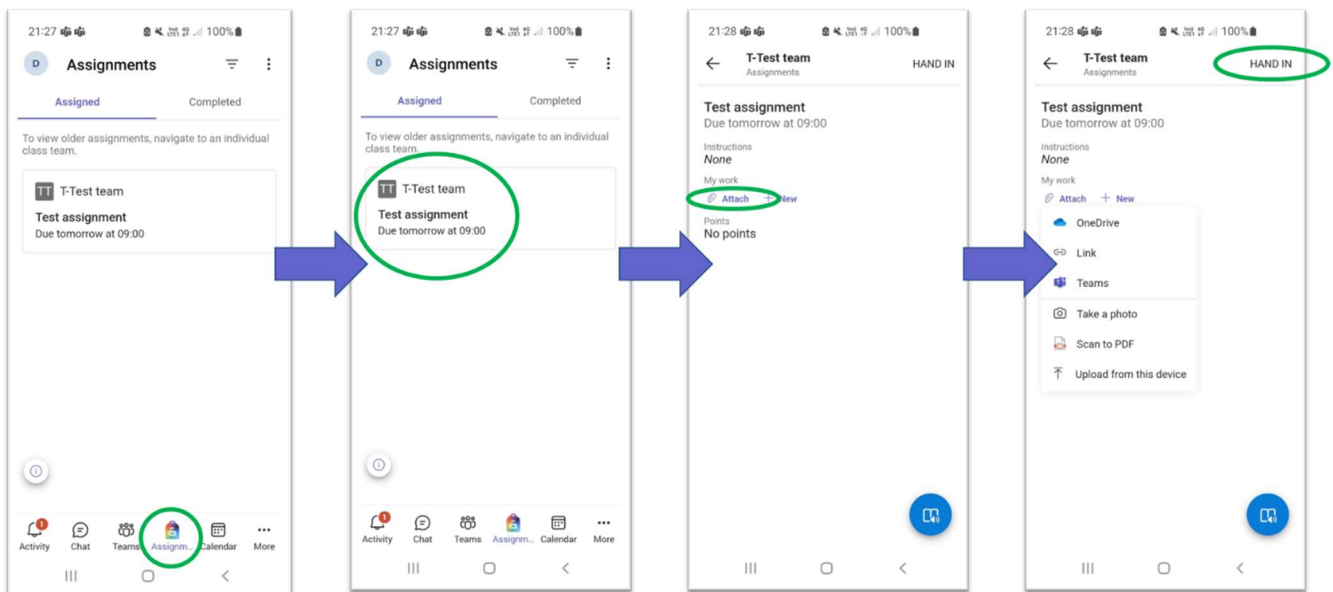 21:27 100%
D Assignments
Assigned Completed
To view older assignments, navigate to an individual
class team.
TT T-Test team
Test assignment
Due tomorrow at 09:00
1
Activity Chat Teams Assignm... Calendar More
21:27 100%
D Assignments
Assigned Completed
To view older assignments, navigate to an individual
class team.
TT T-Test team
Test assignment
Due tomorrow at 09:00
1
Activity Chat Teams Assignm... Calendar More
21:28 100%
T-Test team HAND IN
Assignments
Test assignment
Due tomorrow at 09:00
Instructions
None
My work
Attach + New
Points
No points
21:28 100%
T-Test team HAND IN
Assignments
Test assignment
Due tomorrow at 09:00
Instructions
None
My work
Attach + New
OneDrive
Link
Teams
Take a photo
Scan to PDF
Upload from this device